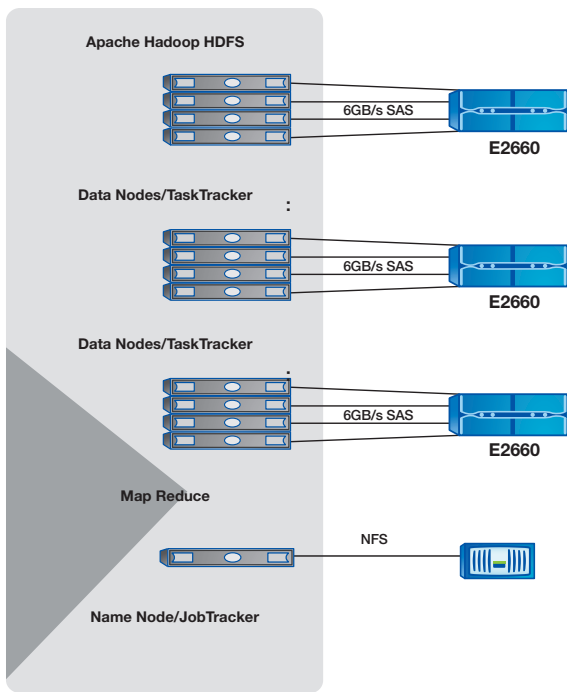 Apache Hadoop HDFS
6GB/s SAS
E2660
Data Nodes/TaskTracker
:
6GB/s SAS
E2660
Data Nodes/TaskTracker
:
6GB/s SAS
E2660
Map Reduce
NFS
Name Node/JobTracker